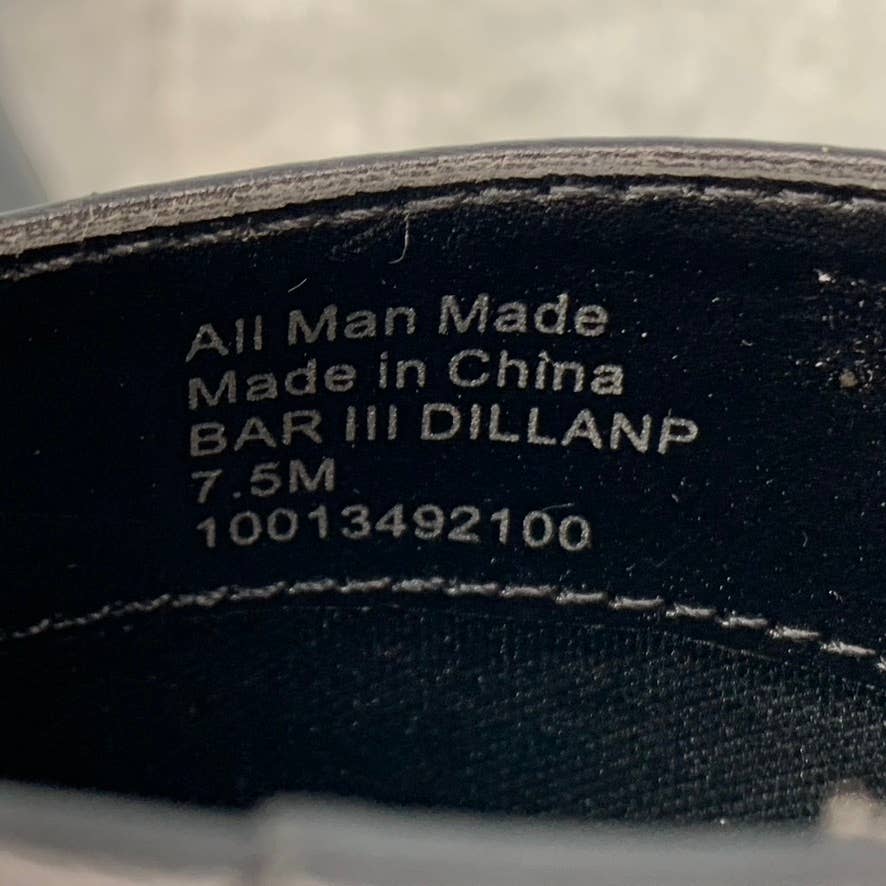 All Man Made
Made in China
BAR III DILLANP
7.5M
10013492100